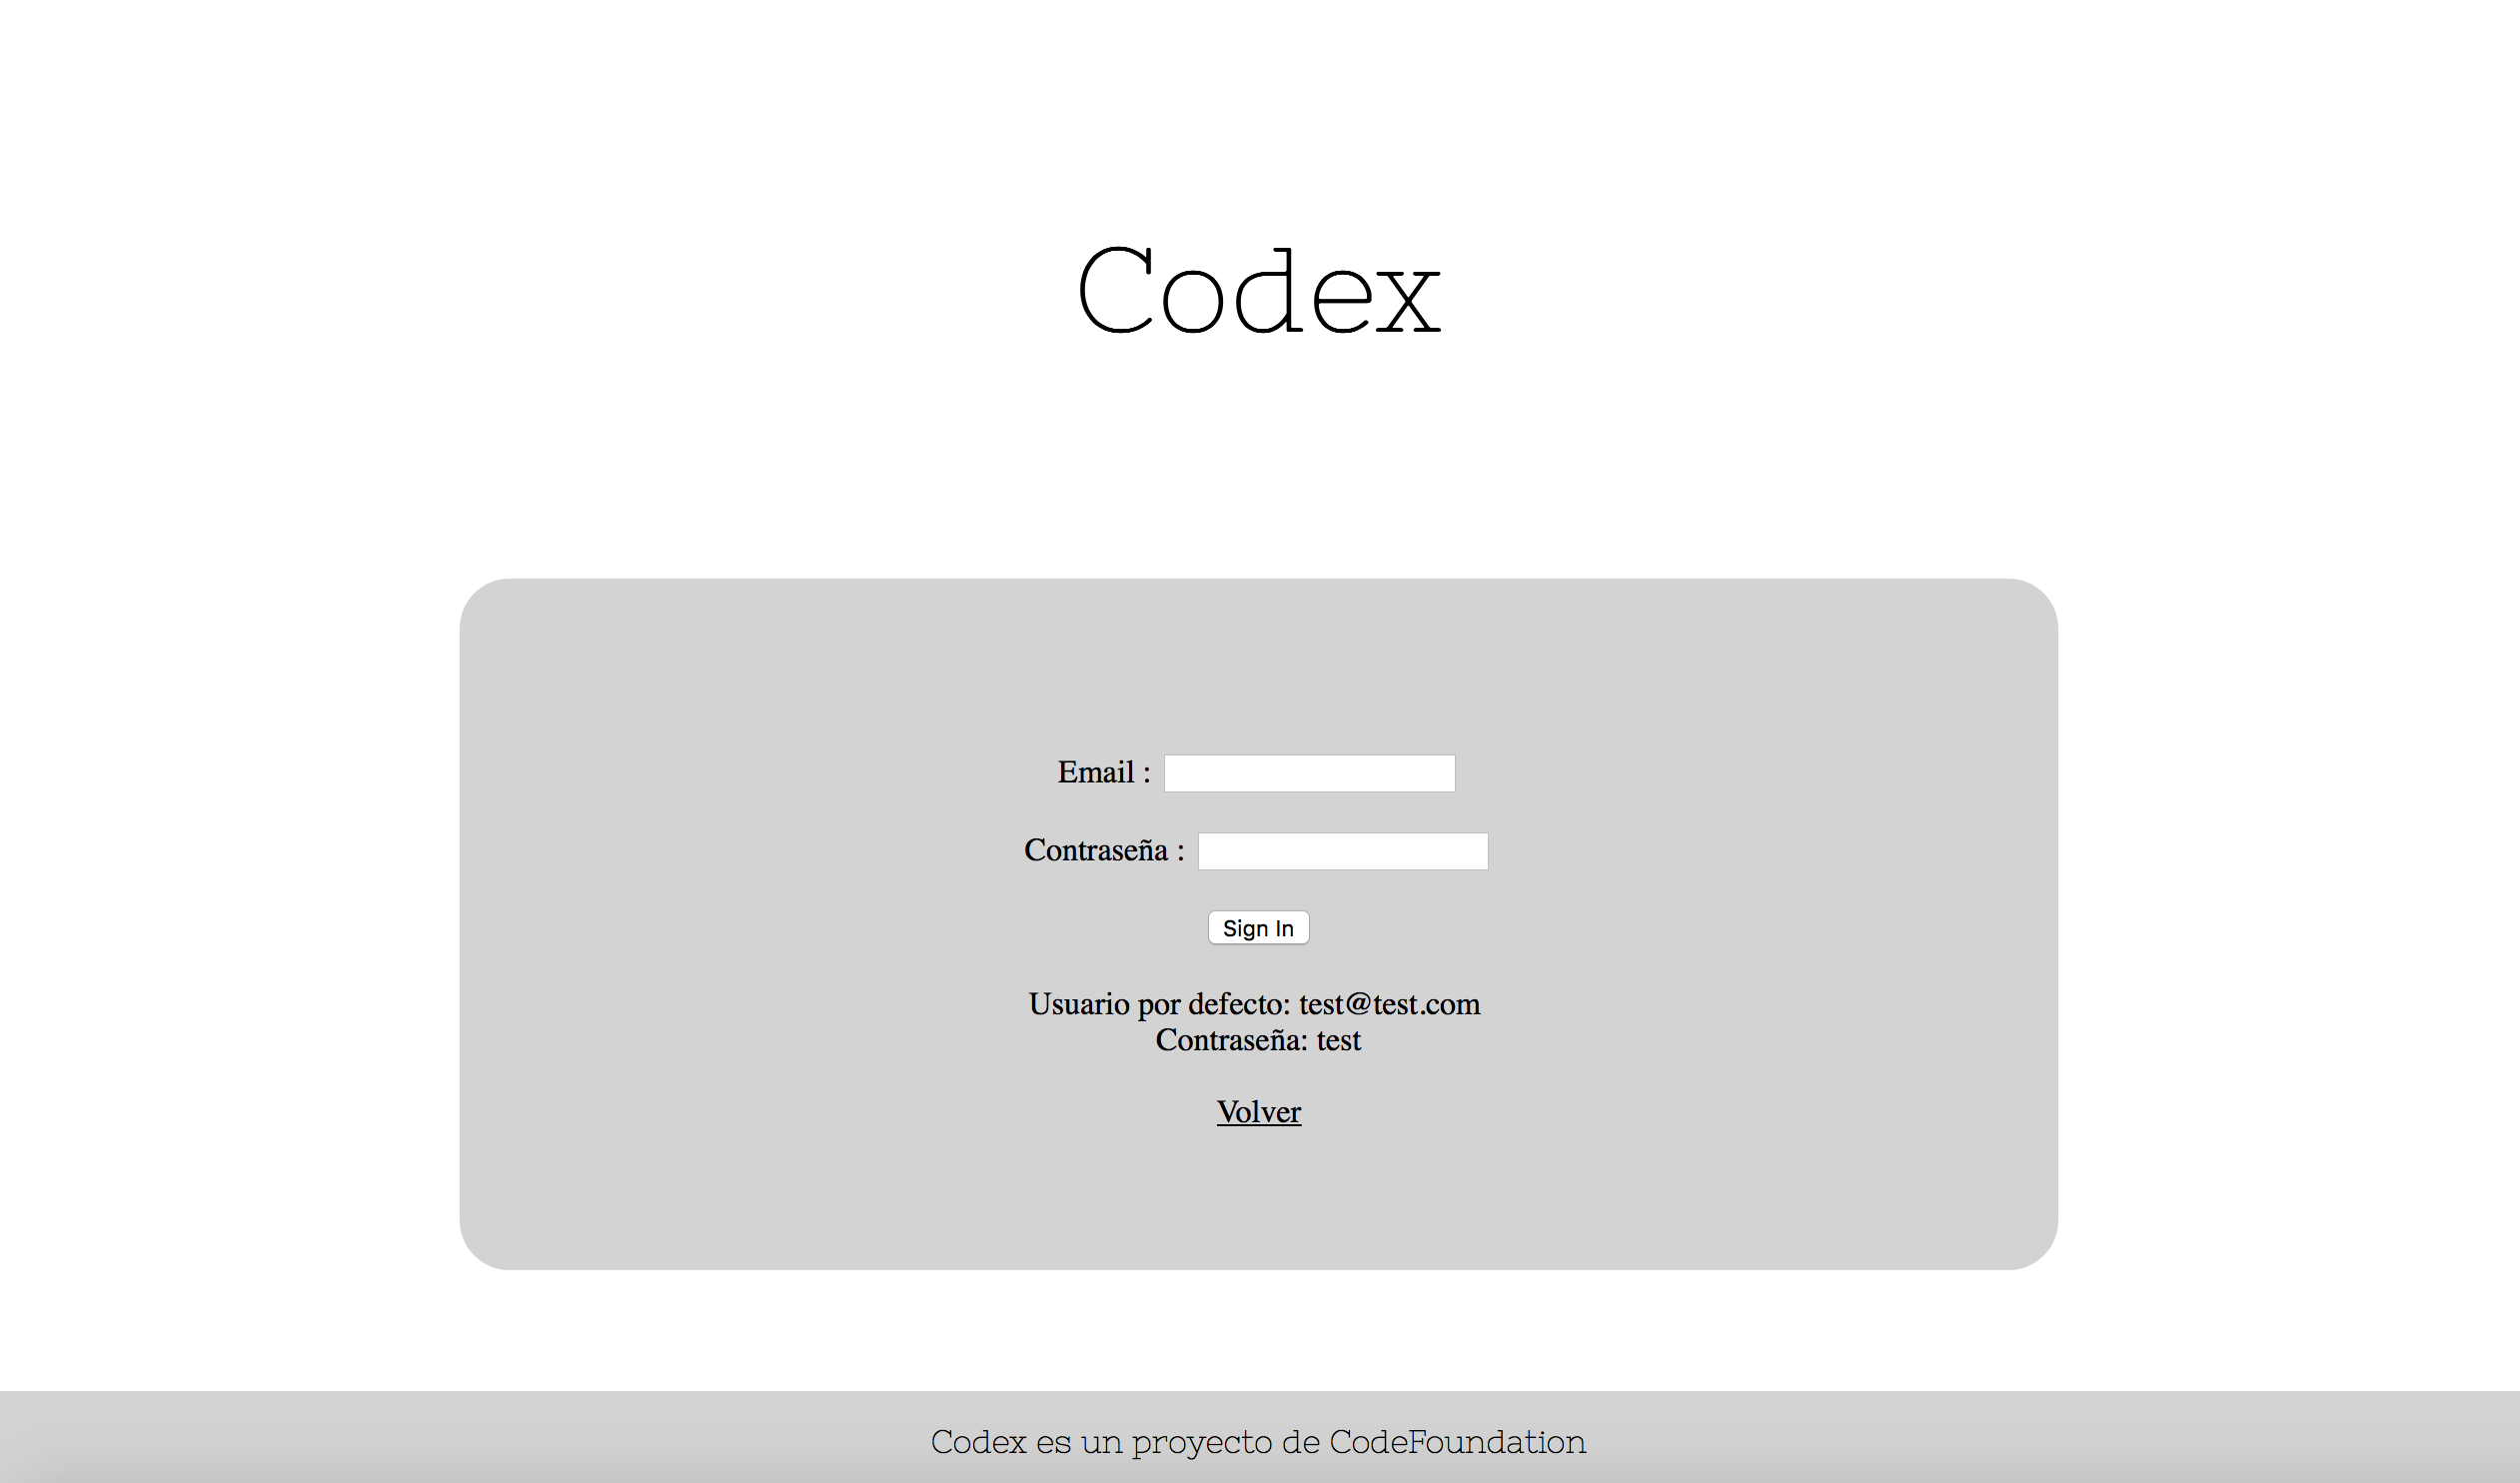 Codex
Email :
Contraseña :
Sign In
Usuario por defecto: test@test.com
Contraseña: test
Volver
Codex es un proyecto de CodeFoundation